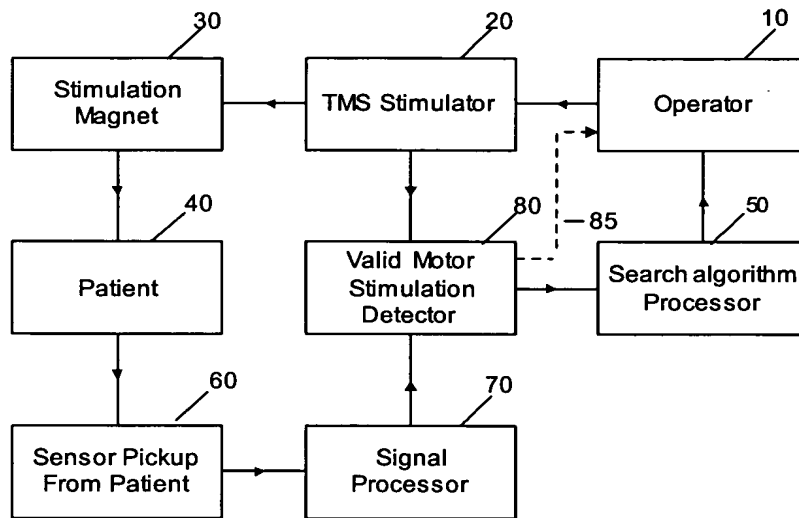 30
20
10
Stimulation
Magnet
TMS Stimulator
Operator
40
80
85
50
Patient
Valid Motor
Stimulation
Detector
Search algorithm
Processor
60
70
Sensor Pickup
From Patient
Signal
Processor